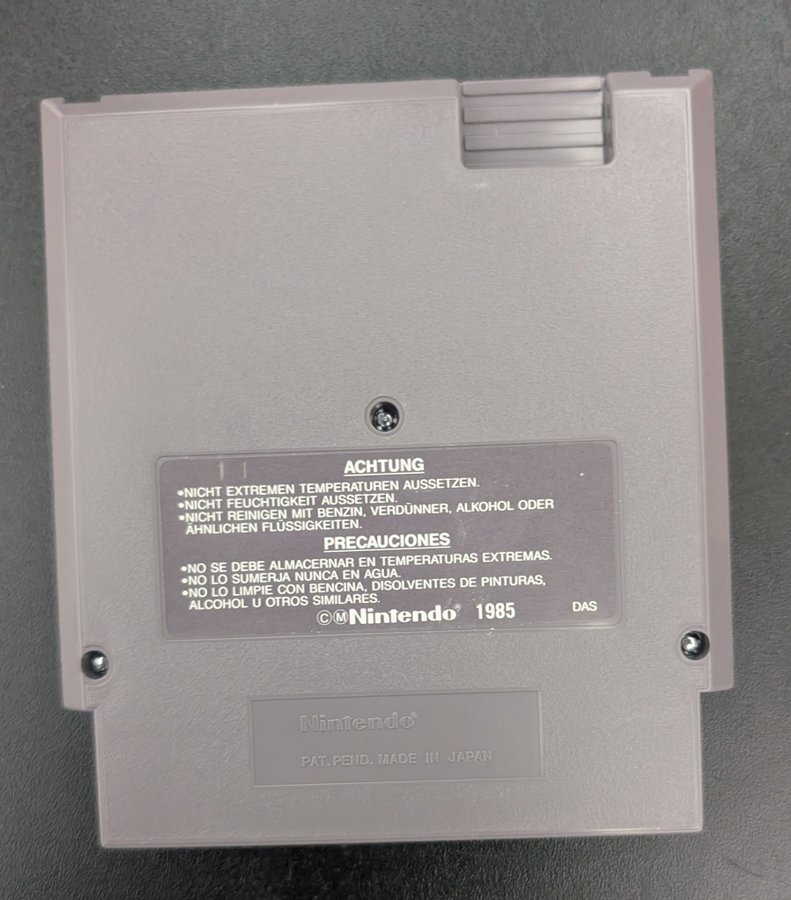 ACHTUNG
•NICHT EXTREMEN TEMPERATUREN AUSSETZEN.
•NICHT FEUCHTIGKEIT AUSSETZEN.
•NICHT REINIGEN MIT BENZIN, VERDÜNNER, ALKOHOL ODER
ÄHNLICHEN FLÜSSIGKEITEN.
PRECAUCIONES
•NO SE DEBE ALMACERNAR EN TEMPERATURAS EXTREMAS.
•NO LO SUMERJA NUNCA EN AGUA.
•NO LO LIMPIE CON BENCINA, DISOLVENTES DE PINTURAS,
ALCOHOL U OTROS SIMILARES.
©ⓂNintendo® 1985 DAS
Nintendo®
PAT. PEND. MADE IN JAPAN